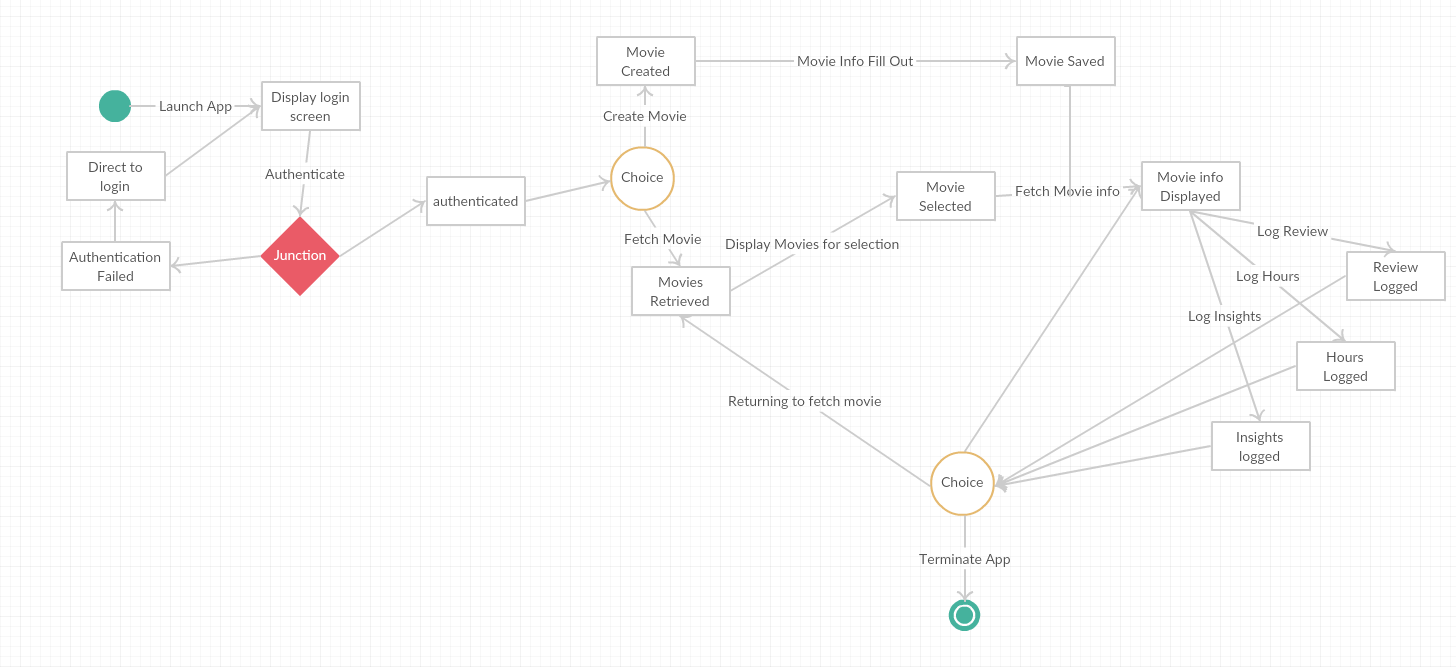 Movie
Created
Movie Info Fill Out
Movie Saved
Launch App
Display login
screen
Create Movie
Direct to
login
Authenticate
Choice
authenticated
Movie
Selected
Fetch Movie info
Movie info
Displayed
Fetch Movie
Display Movies for selection
Log Review
Junction
Authentication
Failed
Movies
Retrieved
Log Hours
Review
Logged
Log Insights
Hours
Logged
Returning to fetch movie
Insights
logged
Choice
Terminate App